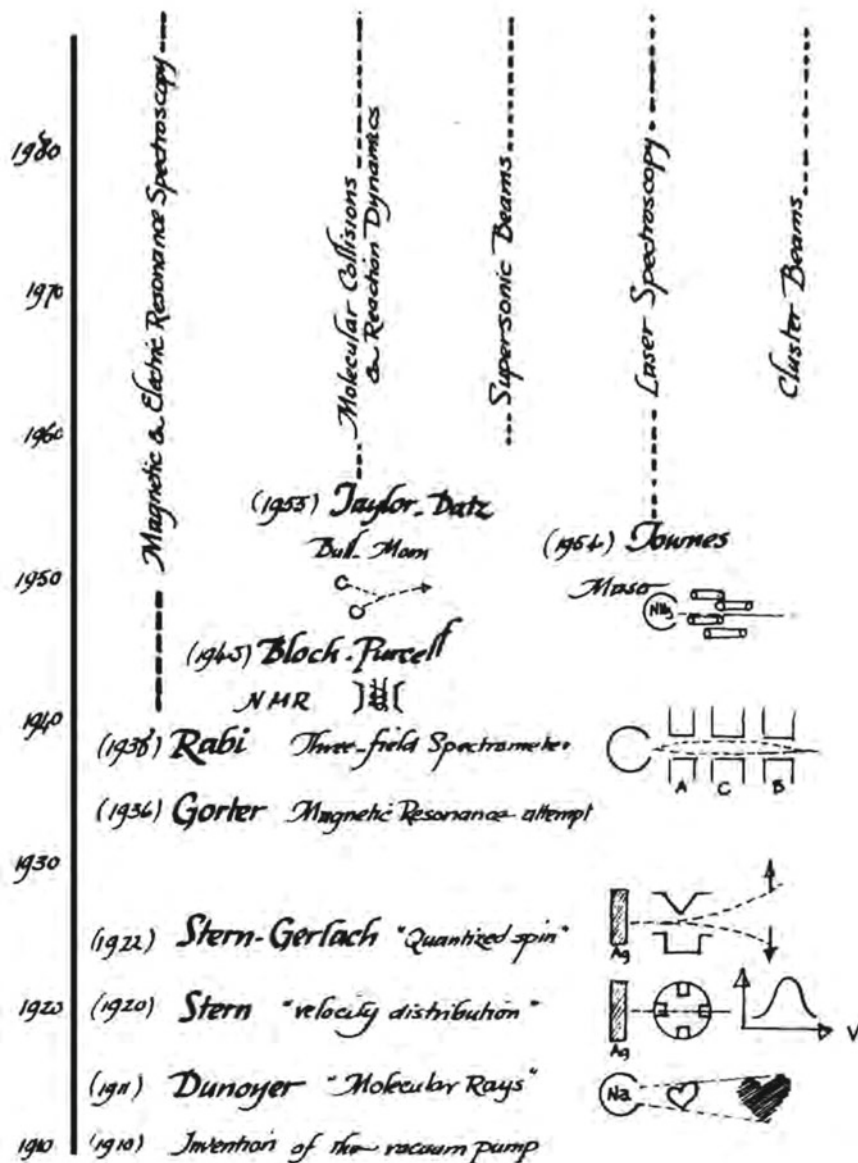 1980
1970
1960
1950
1940
1930
1920
1910
Magnetic & Electric Resonance Spectroscopy
Molecular Collisions
& Reaction Dynamics
Supersonic Beams
Laser Spectroscopy
Cluster Beams
(1955) Taylor-Datz
(1954) Townes
Maser
NH3
(1945) Bloch-Purcell
NMR
(1938) Rabi Three-field Spectrometer
A C B
(1936) Gorter Magnetic Resonance attempt
(1922) Stern-Gerlach "Quantized spin"
Ag
(1920) Stern "velocity distribution"
Ag
V
(1911) Dunoyer "Molecular Rays"
Na
(1910) Invention of the vacuum pump